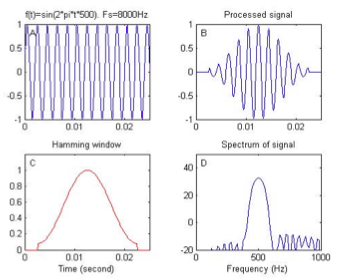 f(t)=sin(2*pi*t*500). Fs=8000Hz
Processed signal
1
A
1
B
0.5
0.5
0
0
-0.5
-0.5
-1
-1
0 0.01 0.02
0 0.01 0.02
Hamming window
Spectrum of signal
1
C
40
D
0.8
20
0.6
0.4
0
0.2
0
-20
0 0.01 0.02
0 500 1000
Time (second)
Frequency (Hz)